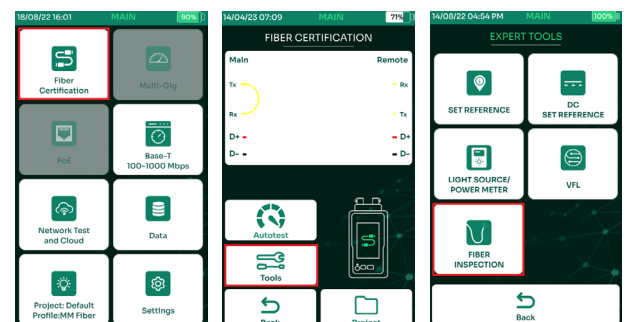 18/08/22 16:01 MAIN 90%
Fiber
Certification
Multi-Gig
PoE
Base-T
100-1000 Mbps
Network Test
and Cloud
Data
Project: Default
Profile:MM Fiber
Settings
14/04/23 07:09 MAIN 71%
FIBER CERTIFICATION
Main Remote
Tx Rx
Rx Tx
D+ D+
D- D-
Autotest
Tools
Back Project
14/08/22 04:54 PM MAIN 100%
EXPERT TOOLS
SET REFERENCE
DC
SET REFERENCE
LIGHT SOURCE/
POWER METER
VFL
FIBER
INSPECTION
Back